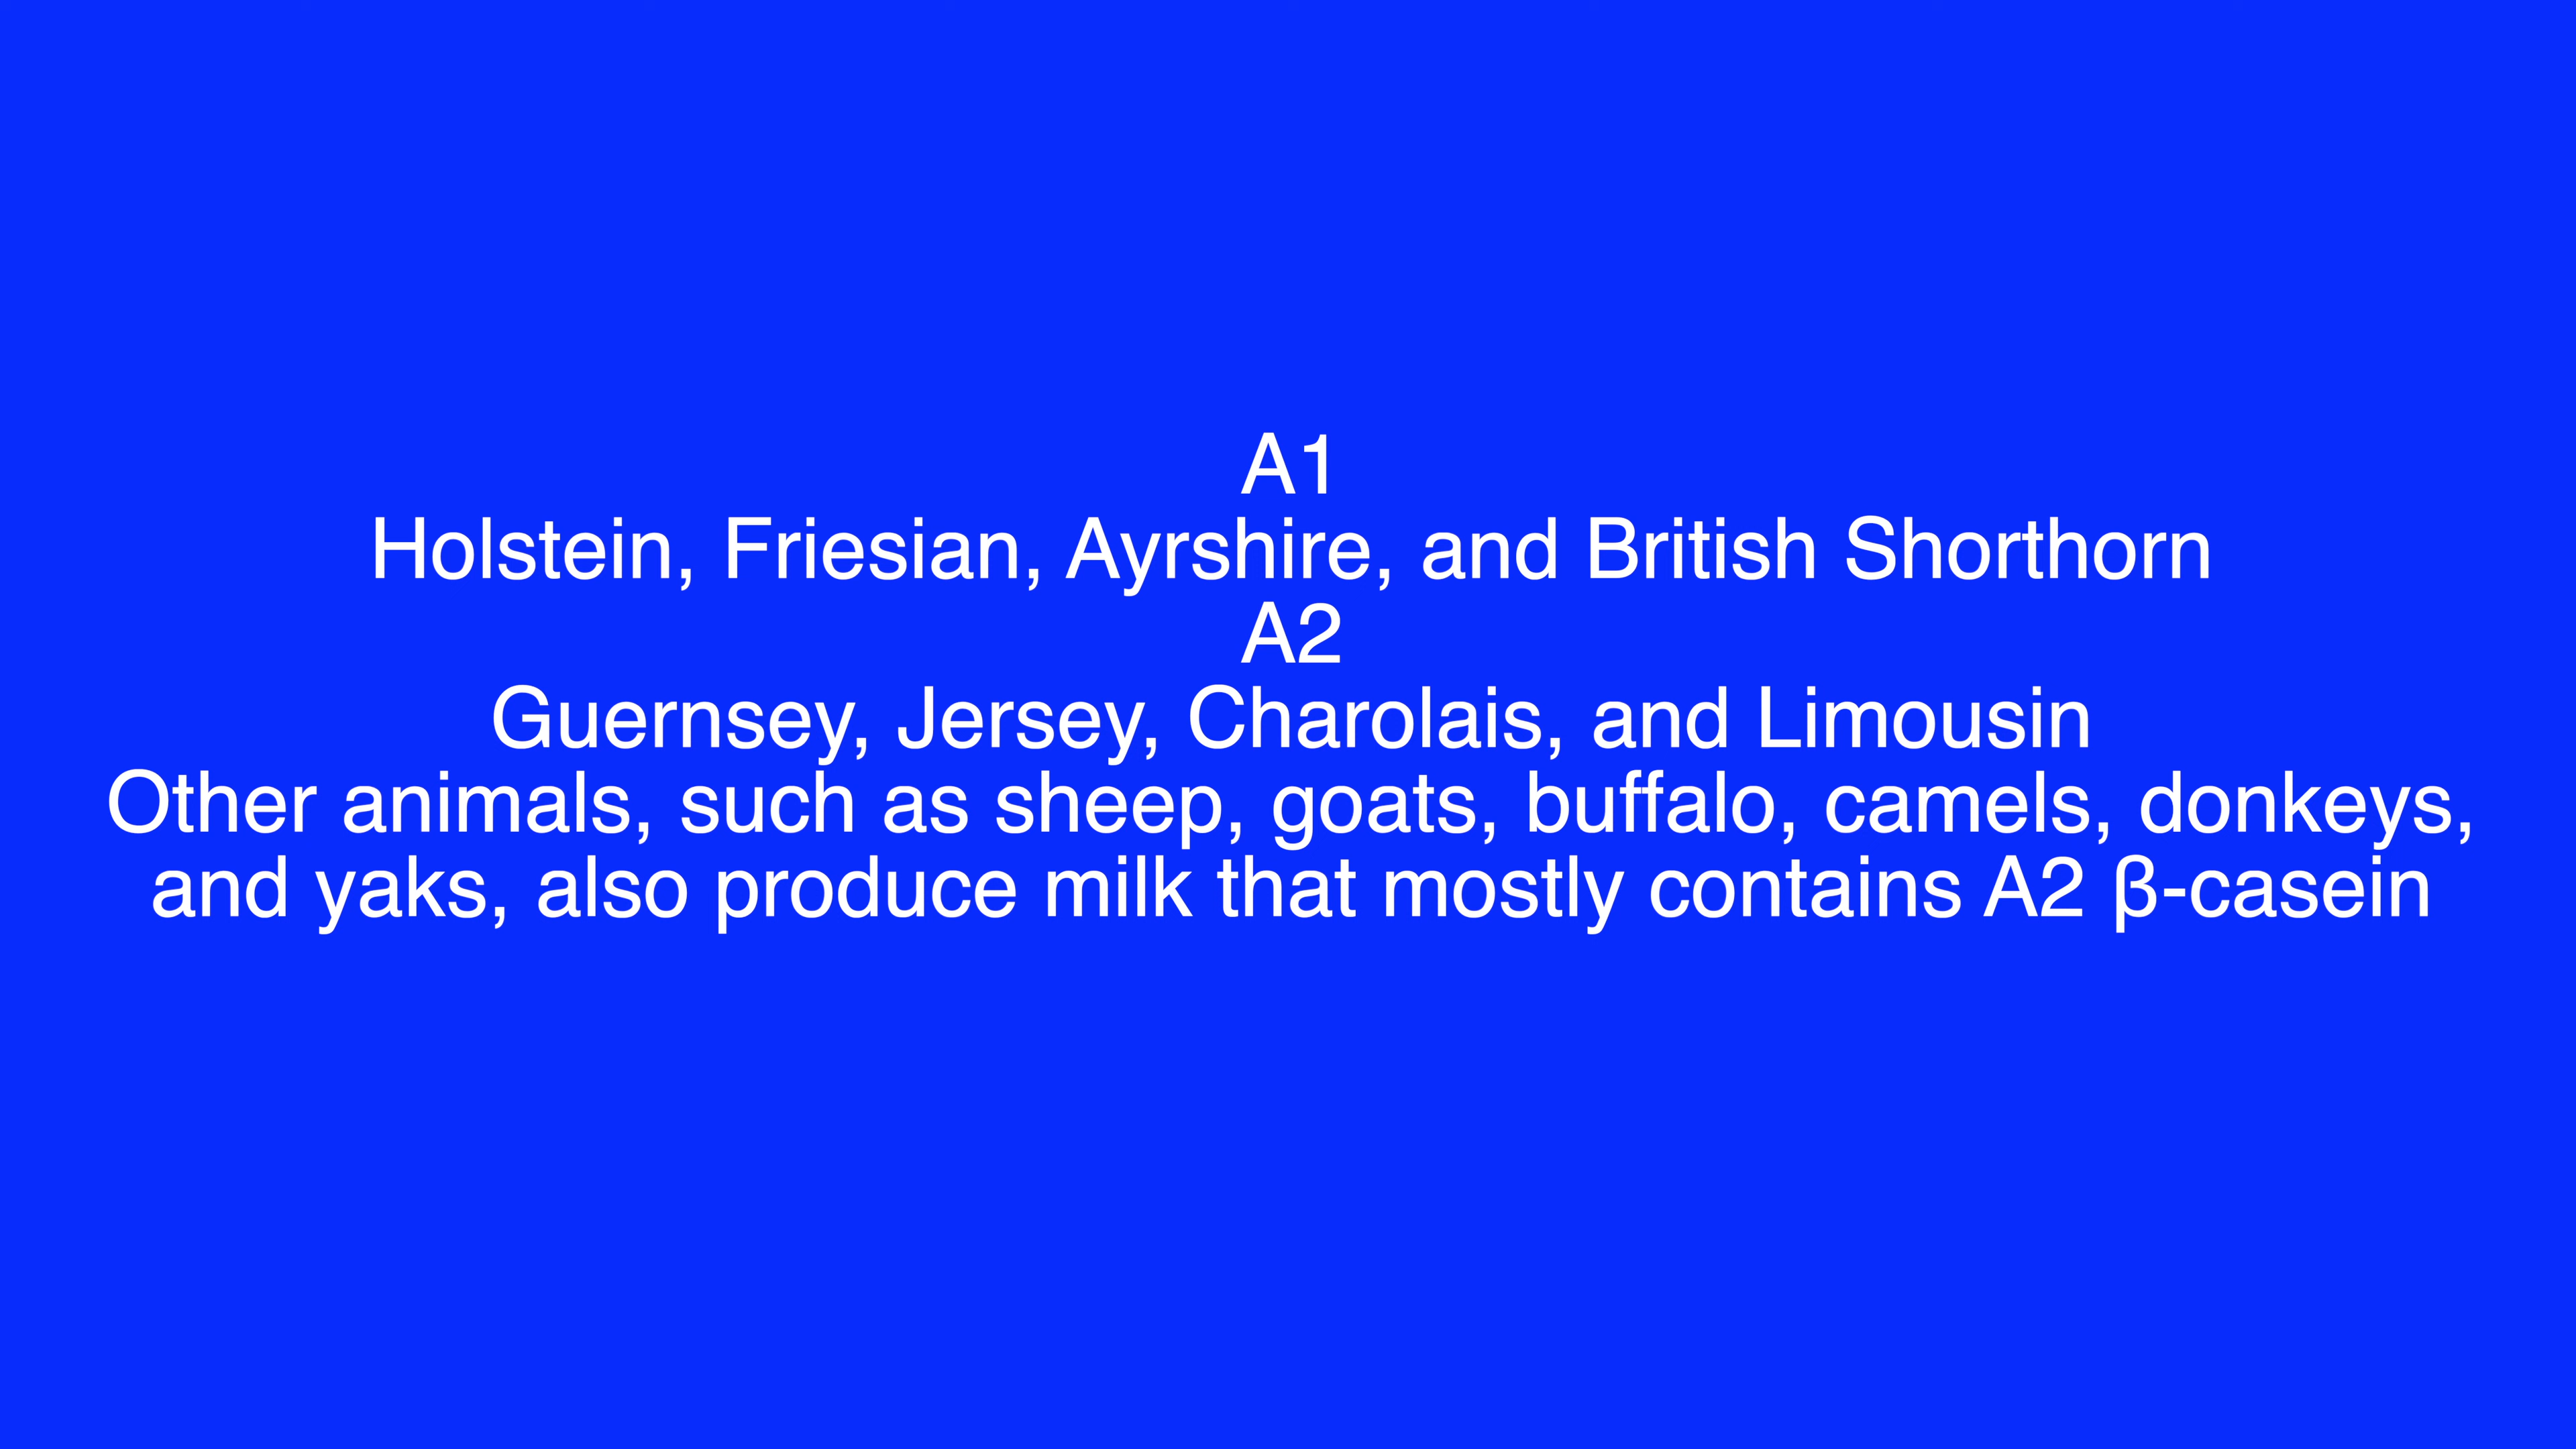 A1
Holstein, Friesian, Ayrshire, and British Shorthorn
A2
Guernsey, Jersey, Charolais, and Limousin
Other animals, such as sheep, goats, buffalo, camels, donkeys,
and yaks, also produce milk that mostly contains A2 β-casein